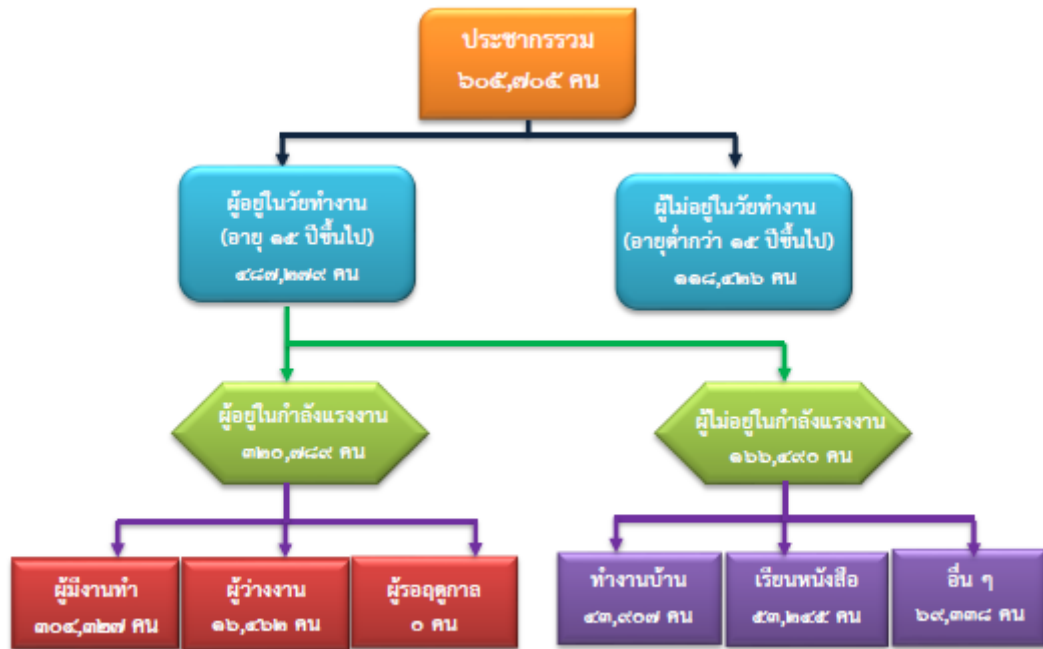 ประชากรรวม
๖๐๕,๗๐๕ คน
ผู้อยู่ในวัยทำงาน
(อายุ ๑๕ ปีขึ้นไป)
๔๘๗,๒๗๙ คน
ผู้ไม่อยู่ในวัยทำงาน
(อายุต่ำกว่า ๑๕ ปีขึ้นไป)
๑๑๘,๔๒๖ คน
ผู้อยู่ในกำลังแรงงาน
๓๒๐,๗๘๙ คน
ผู้ไม่อยู่ในกำลังแรงงาน
๑๖๖,๔๙๐ คน
ผู้มีงานทำ
๓๐๔,๓๒๗ คน
ผู้ว่างงาน
๑๖,๔๖๒ คน
ผู้รอฤดูกาล
๐ คน
ทำงานบ้าน
๔๓,๙๐๗ คน
เรียนหนังสือ
๕๓,๒๔๕ คน
อื่น ๆ
๖๙,๓๓๘ คน